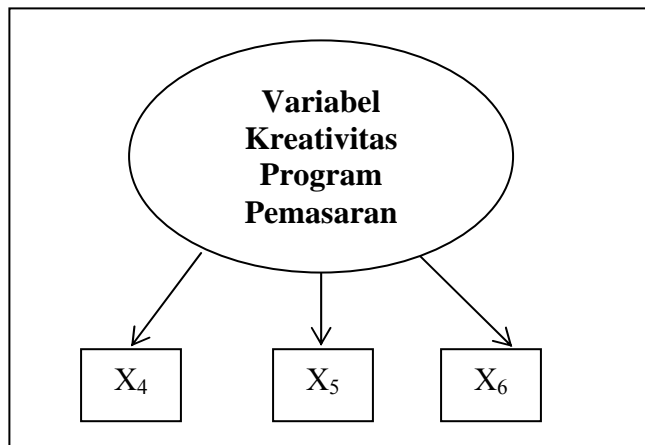 Variabel
Kreativitas
Program
Pemasaran
X₄ X₅ X₆